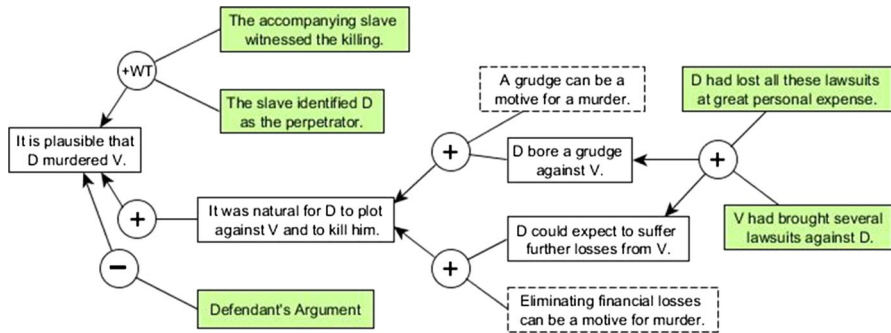 The accompanying slave
witnessed the killing.
+WT
The slave identified D
as the perpetrator.
It is plausible that
D murdered V.
A grudge can be a
motive for a murder.
D had lost all these lawsuits
at great personal expense.
+
D bore a grudge
against V.
+
+
It was natural for D to plot
against V and to kill him.
D could expect to suffer
further losses from V.
V had brought several
lawsuits against D.
−
+
Defendant's Argument
Eliminating financial losses
can be a motive for murder.